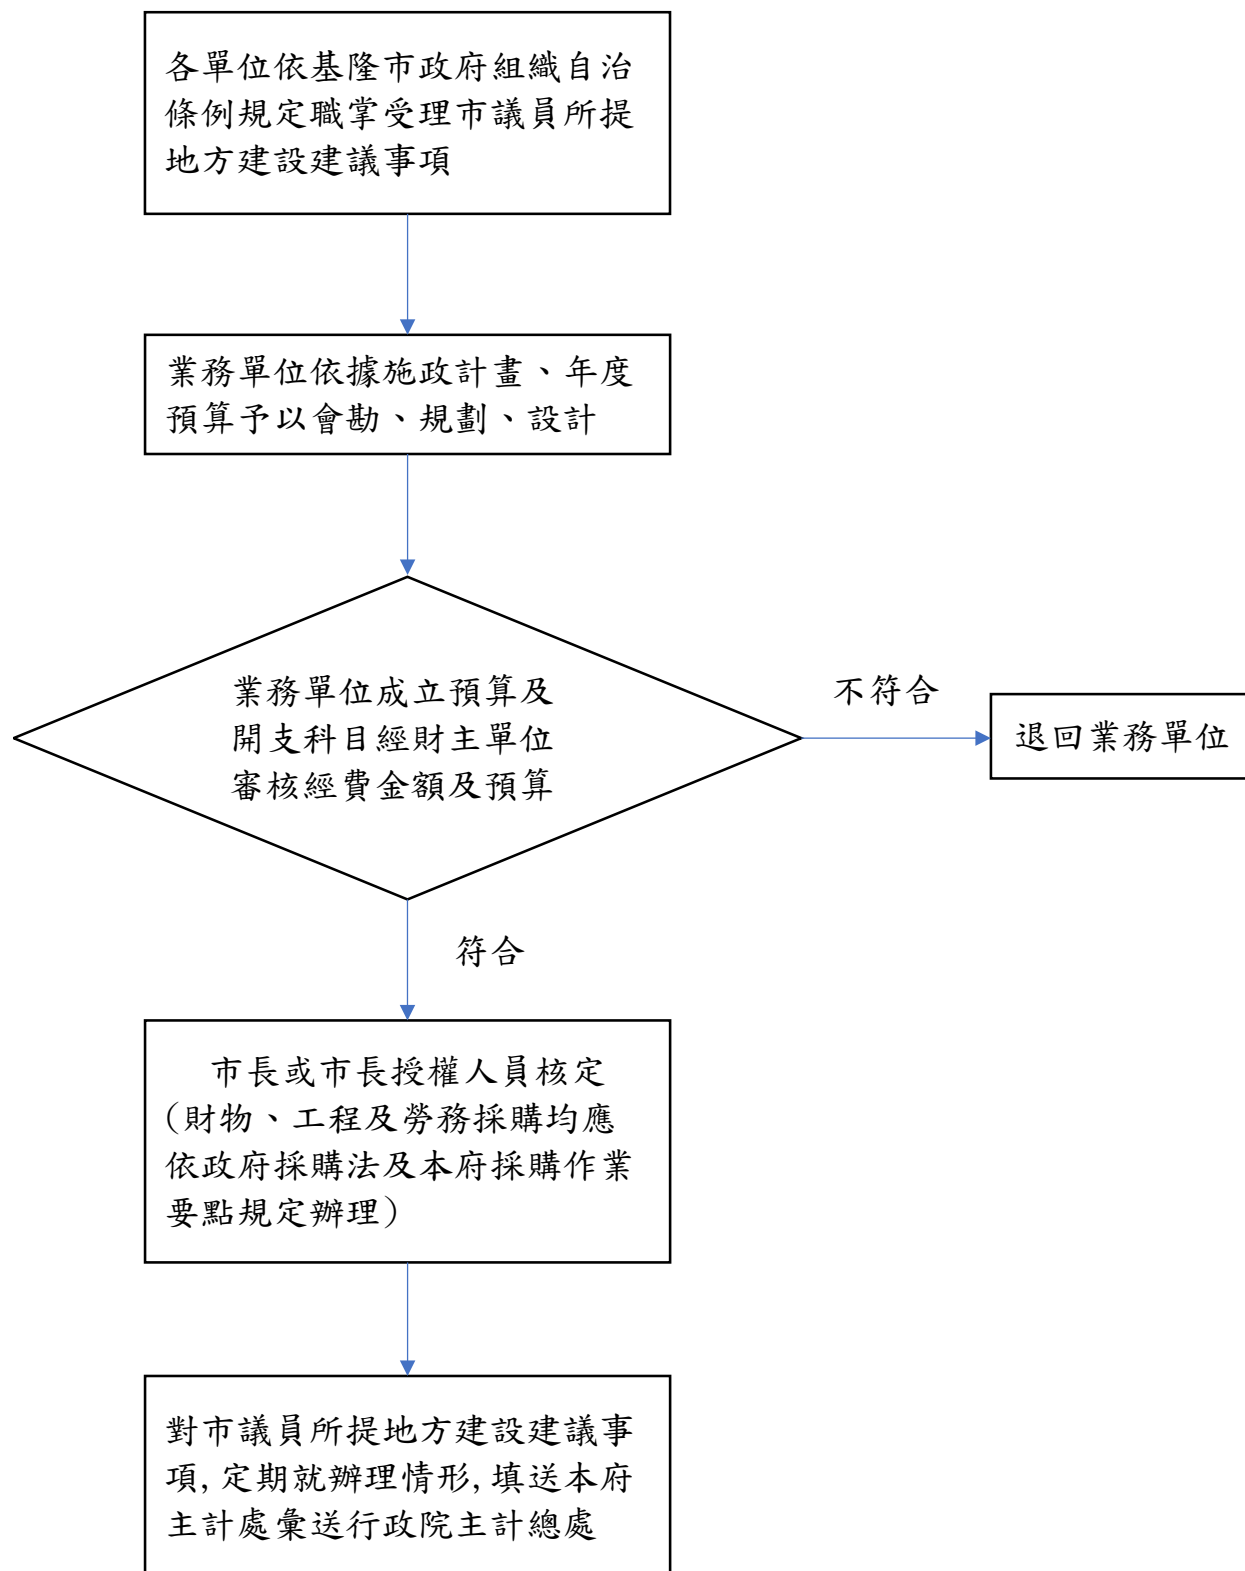 各單位依基隆市政府組織自治
條例規定職掌受理市議員所提
地方建設建議事項
業務單位依據施政計畫、年度
預算予以會勘、規劃、設計
業務單位成立預算及
開支科目經財主單位
審核經費金額及預算
不符合
退回業務單位
符合
市長或市長授權人員核定
(財物、工程及勞務採購均應
依政府採購法及本府採購作業
要點規定辦理)
對市議員所提地方建設建議事
項,定期就辦理情形,填送本府
主計處彙送行政院主計總處